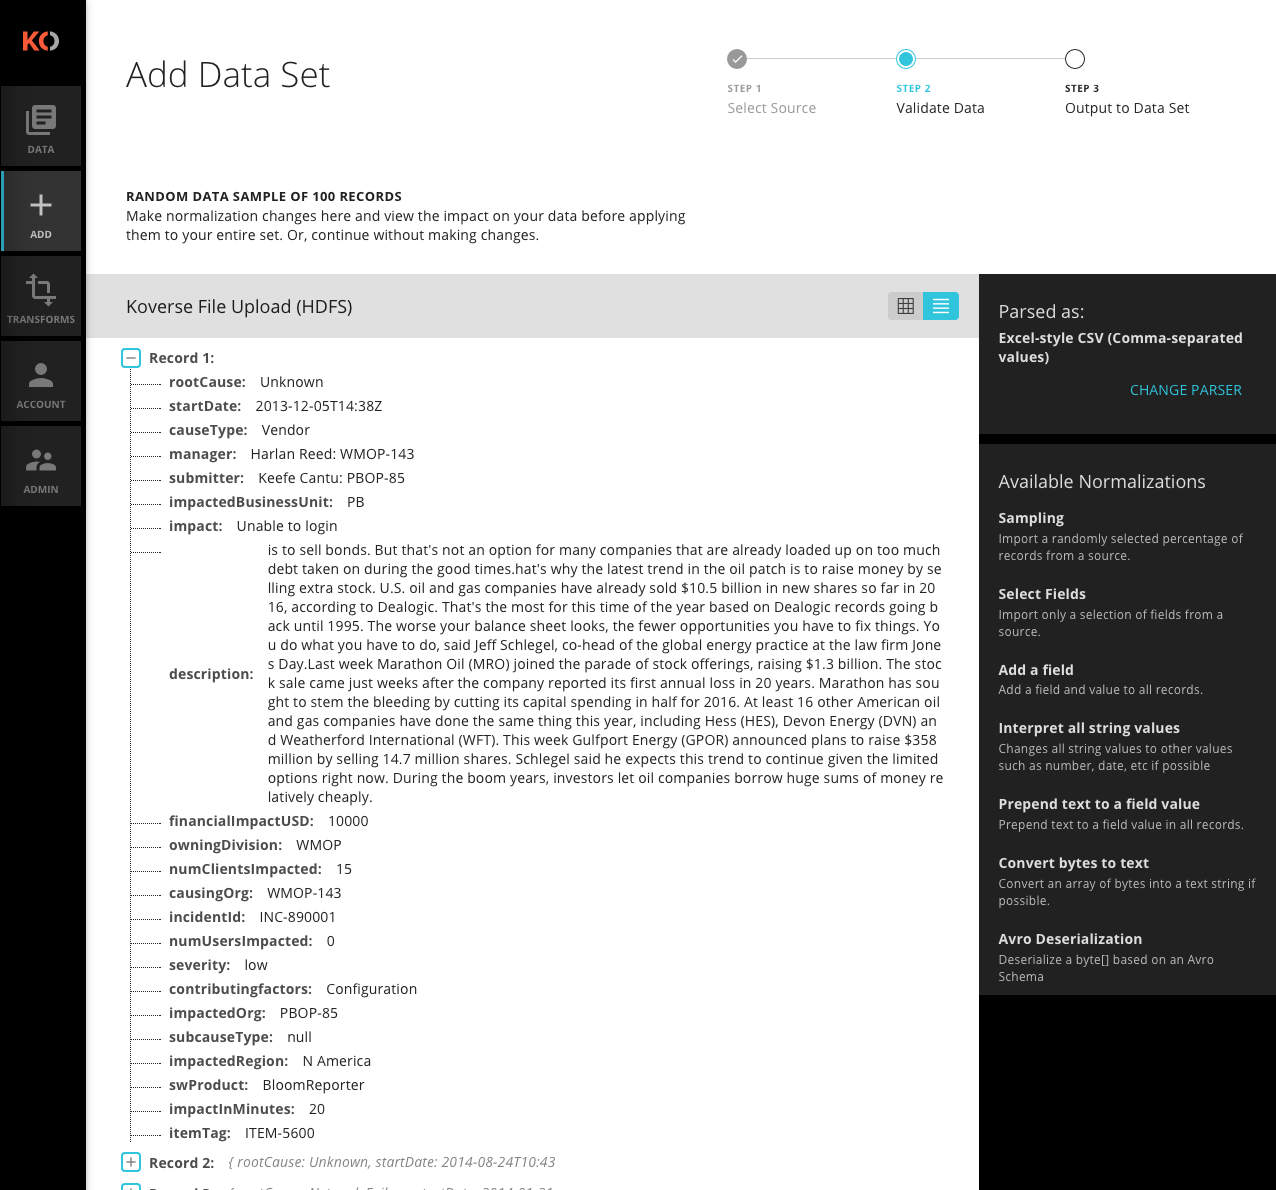 KO
DATA
ADD
TRANSFORMS
ACCOUNT
ADMIN
Add Data Set
STEP 1
Select Source
STEP 2
Validate Data
STEP 3
Output to Data Set
RANDOM DATA SAMPLE OF 100 RECORDS
Make normalization changes here and view the impact on your data before applying
them to your entire set. Or, continue without making changes.
Koverse File Upload (HDFS)
Record 1:
rootCause: Unknown
startDate: 2013-12-05T14:38Z
causeType: Vendor
manager: Harlan Reed: WMOP-143
submitter: Keefe Cantu: PBOP-85
impactedBusinessUnit: PB
impact: Unable to login
description:
is to sell bonds. But that's not an option for many companies that are already loaded up on too much
debt taken on during the good times.hat's why the latest trend in the oil patch is to raise money by se
lling extra stock. U.S. oil and gas companies have already sold $10.5 billion in new shares so far in 20
16, according to Dealogic. That's the most for this time of the year based on Dealogic records going b
ack until 1995. The worse your balance sheet looks, the fewer opportunities you have to fix things. Yo
u do what you have to do, said Jeff Schlegel, co-head of the global energy practice at the law firm Jone
s Day.Last week Marathon Oil (MRO) joined the parade of stock offerings, raising $1.3 billion. The stoc
k sale came just weeks after the company reported its first annual loss in 20 years. Marathon has sou
ght to stem the bleeding by cutting its capital spending in half for 2016. At least 16 other American oil
and gas companies have done the same thing this year, including Hess (HES), Devon Energy (DVN) an
d Weatherford International (WFT). This week Gulfport Energy (GPOR) announced plans to raise $358
million by selling 14.7 million shares. Schlegel said he expects this trend to continue given the limited
options right now. During the boom years, investors let oil companies borrow huge sums of money re
latively cheaply.
financialImpactUSD: 10000
owningDivision: WMOP
numClientsImpacted: 15
causingOrg: WMOP-143
incidentId: INC-890001
numUsersImpacted: 0
severity: low
contributingfactors: Configuration
impactedOrg: PBOP-85
subcauseType: null
impactedRegion: N America
swProduct: BloomReporter
impactInMinutes: 20
itemTag: ITEM-5600
Record 2: { rootCause: Unknown, startDate: 2014-08-24T10:43
Parsed as:
Excel-style CSV (Comma-separated
values)
CHANGE PARSER
Available Normalizations
Sampling
Import a randomly selected percentage of
records from a source.
Select Fields
Import only a selection of fields from a
source.
Add a field
Add a field and value to all records.
Interpret all string values
Changes all string values to other values
such as number, date, etc if possible
Prepend text to a field value
Prepend text to a field value in all records.
Convert bytes to text
Convert an array of bytes into a text string if
possible.
Avro Deserialization
Deserialize a byte[] based on an Avro
Schema